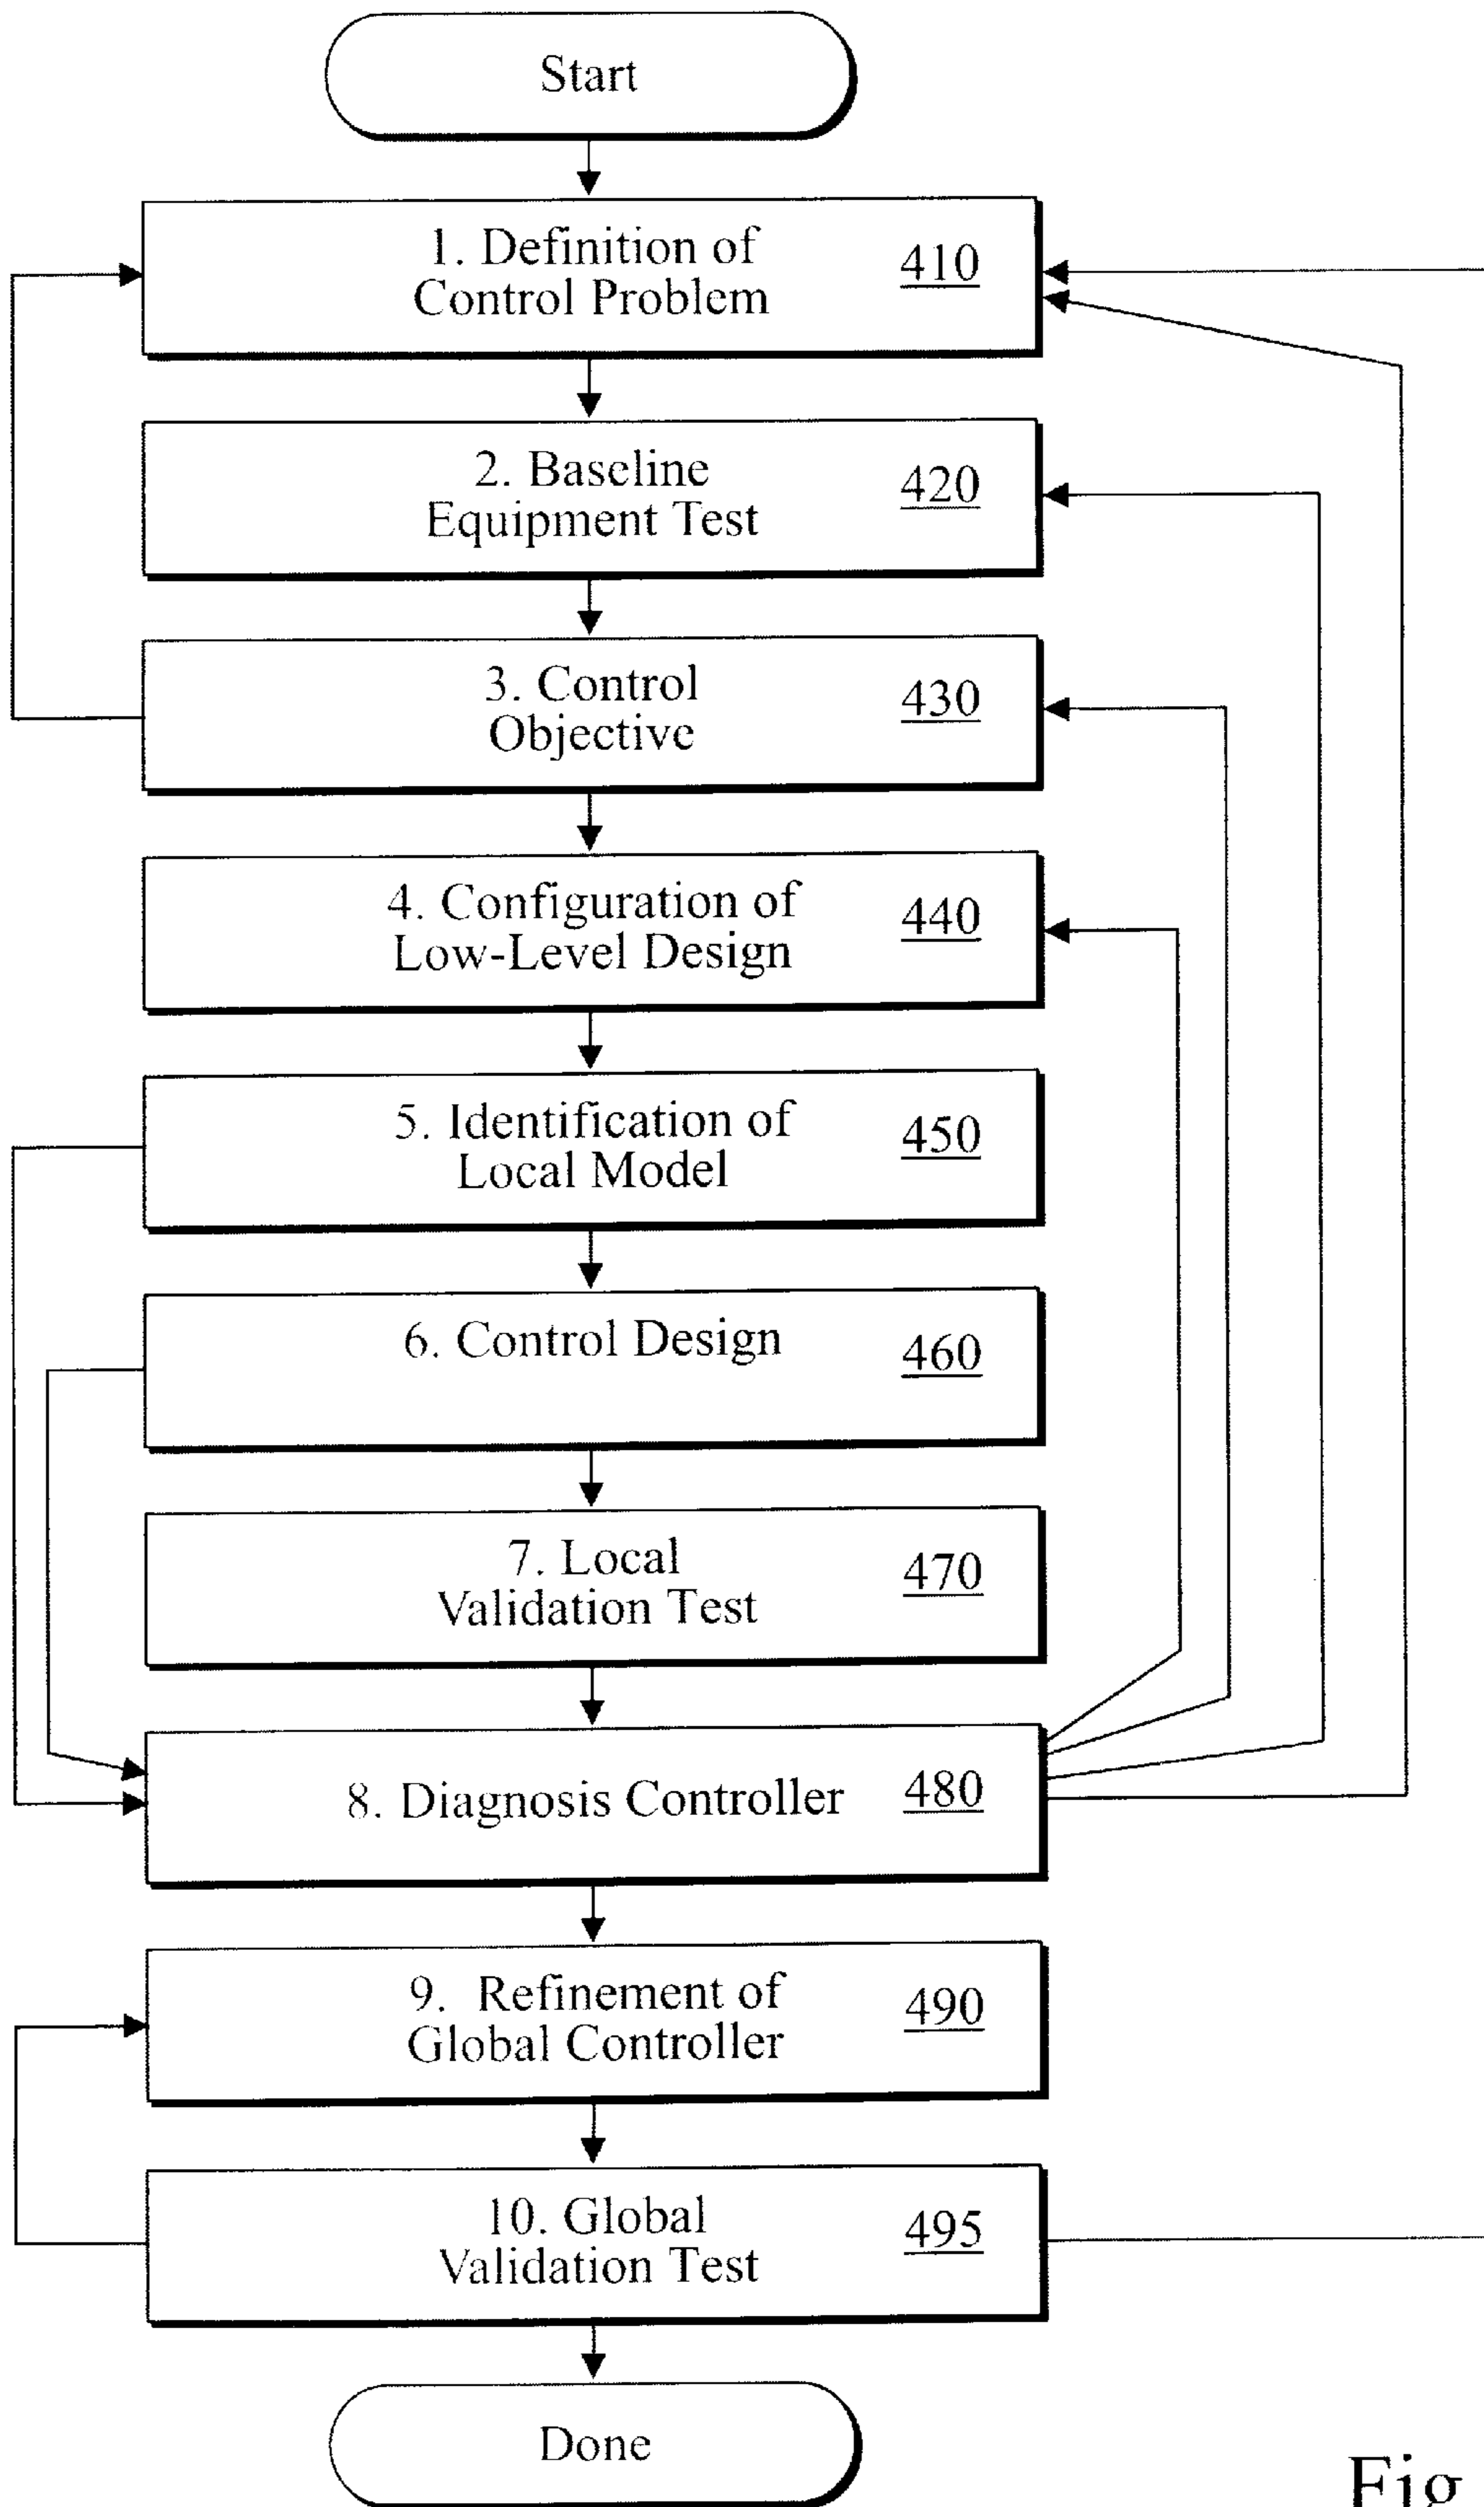 Start
1. Definition of
Control Problem
410
2. Baseline
Equipment Test
420
3. Control
Objective
430
4. Configuration of
Low-Level Design
440
5. Identification of
Local Model
450
6. Control Design
460
7. Local
Validation Test
470
8. Diagnosis Controller
480
9. Refinement of
Global Controller
490
10. Global
Validation Test
495
Done
Fig